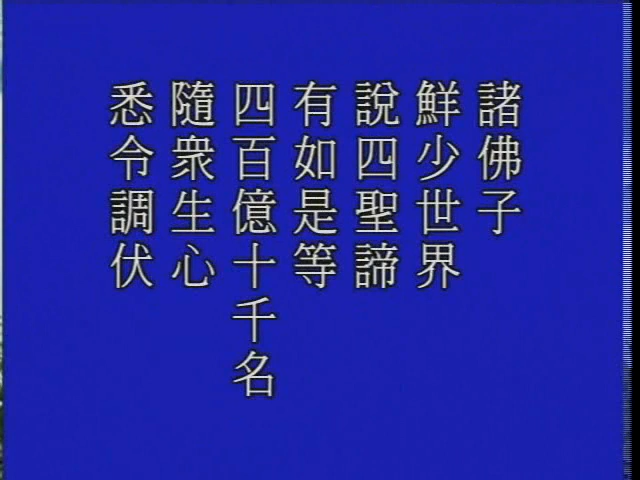 諸佛子
鮮少世界
說四聖諦
有如是等
四百億十千名
隨眾生心
悉令調伏